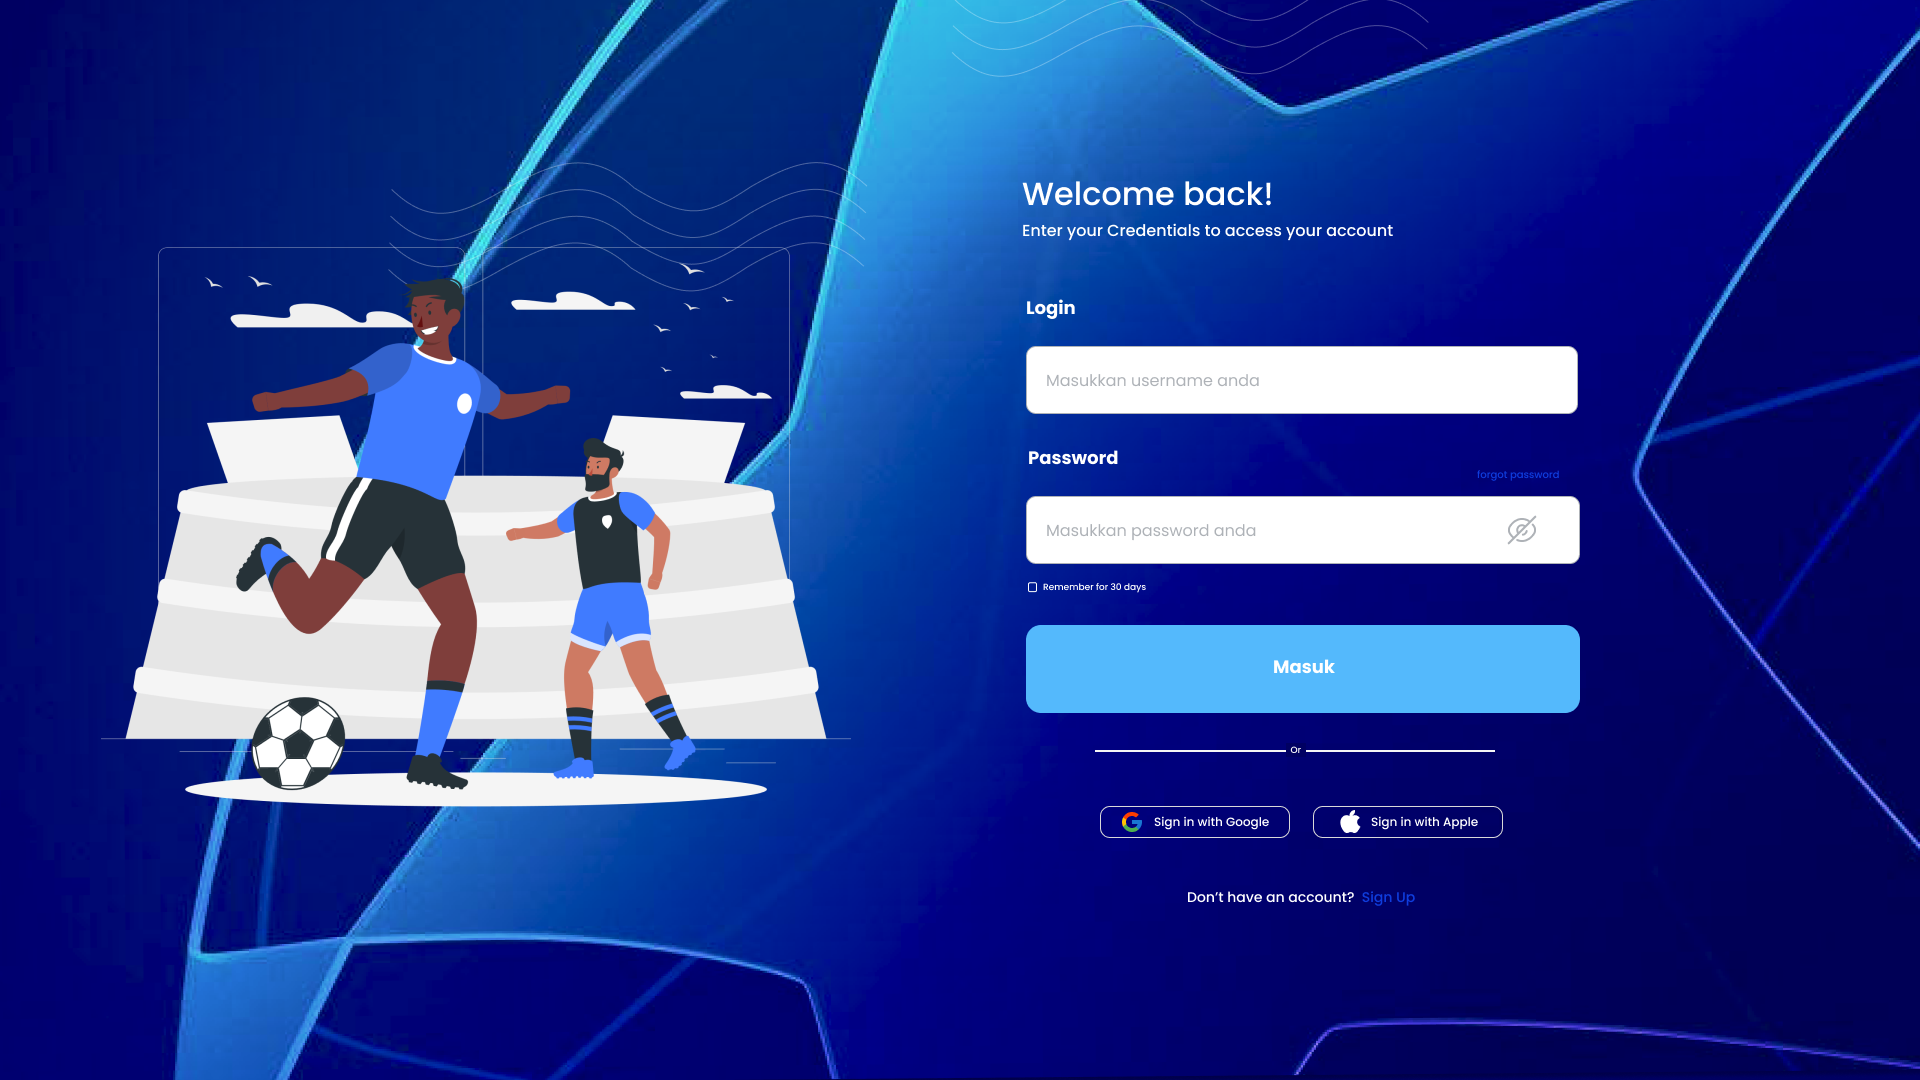 Welcome back!
Enter your Credentials to access your account
Login
Masukkan username anda
Password
forgot password
Masukkan password anda
Remember for 30 days
Masuk
Or
Sign in with Google
Sign in with Apple
Don’t have an account? Sign Up